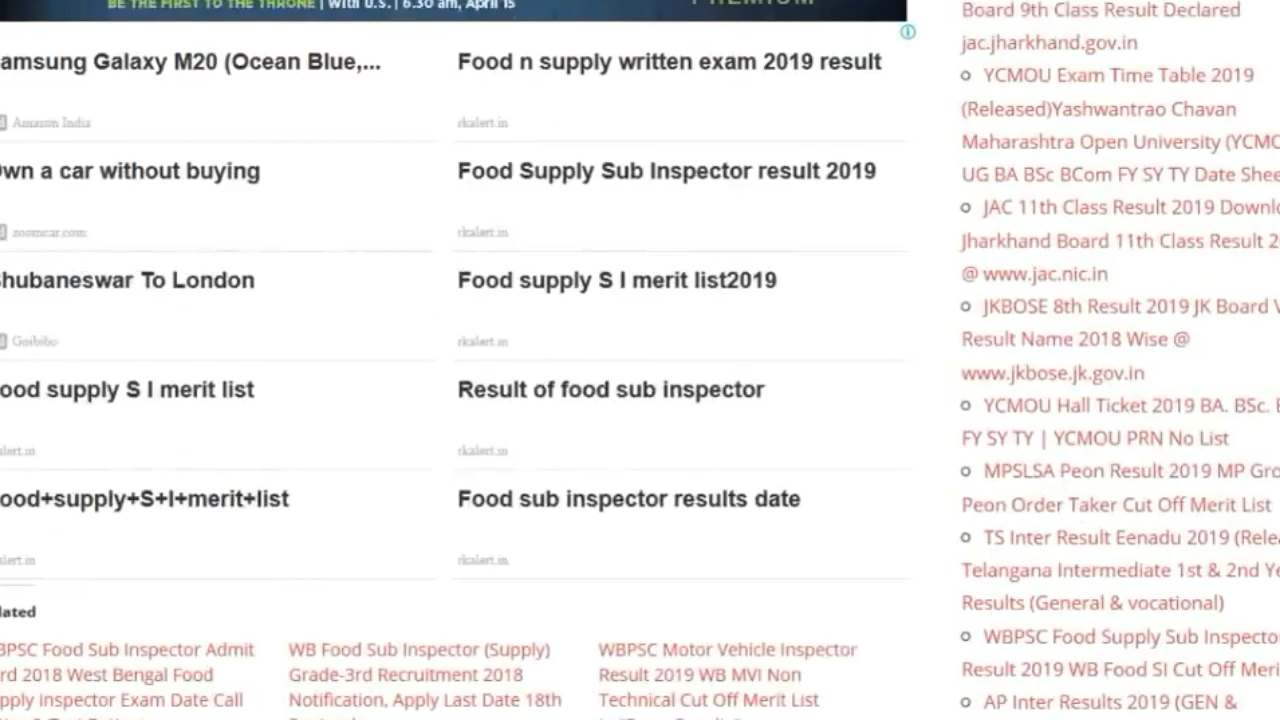 BE THE FIRST TO THE THRONE | With U.S. | 6.30 am, April 15
PREMIUM
amsung Galaxy M20 (Ocean Blue,...
Amazon India
wn a car without buying
zoomcar.com
hubaneswar To London
Goibibo
ood supply S I merit list
alert.in
ood+supply+S+I+merit+list
alert.in
Food n supply written exam 2019 result
rkalert.in
Food Supply Sub Inspector result 2019
rkalert.in
Food supply S I merit list2019
rkalert.in
Result of food sub inspector
rkalert.in
Food sub inspector results date
rkalert.in
lated
BPSC Food Sub Inspector Admit
rd 2018 West Bengal Food
pply Inspector Exam Date Call
WB Food Sub Inspector (Supply)
Grade-3rd Recruitment 2018
Notification, Apply Last Date 18th
WBPSC Motor Vehicle Inspector
Result 2019 WB MVI Non
Technical Cut Off Merit List
Board 9th Class Result Declared
jac.jharkhand.gov.in
YCMOU Exam Time Table 2019
(Released)Yashwantrao Chavan
Maharashtra Open University (YCMO
UG BA BSc BCom FY SY TY Date Shee
JAC 11th Class Result 2019 Downlo
Jharkhand Board 11th Class Result 2
@ www.jac.nic.in
JKBOSE 8th Result 2019 JK Board V
Result Name 2018 Wise @
www.jkbose.jk.gov.in
YCMOU Hall Ticket 2019 BA. BSc. B
FY SY TY | YCMOU PRN No List
MPSLSA Peon Result 2019 MP Gro
Peon Order Taker Cut Off Merit List
TS Inter Result Eenadu 2019 (Relea
Telangana Intermediate 1st & 2nd Ye
Results (General & vocational)
WBPSC Food Supply Sub Inspecto
Result 2019 WB Food SI Cut Off Meri
AP Inter Results 2019 (GEN &